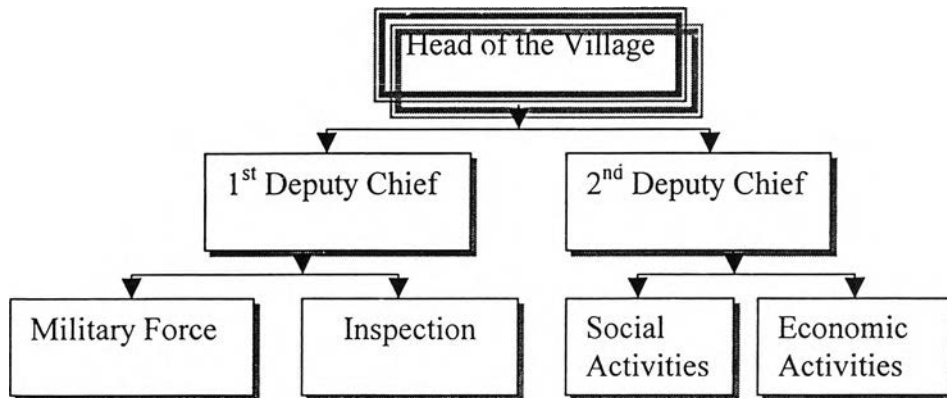 Head of the Village
1st Deputy Chief
2nd Deputy Chief
Military Force
Inspection
Social
Activities
Economic
Activities